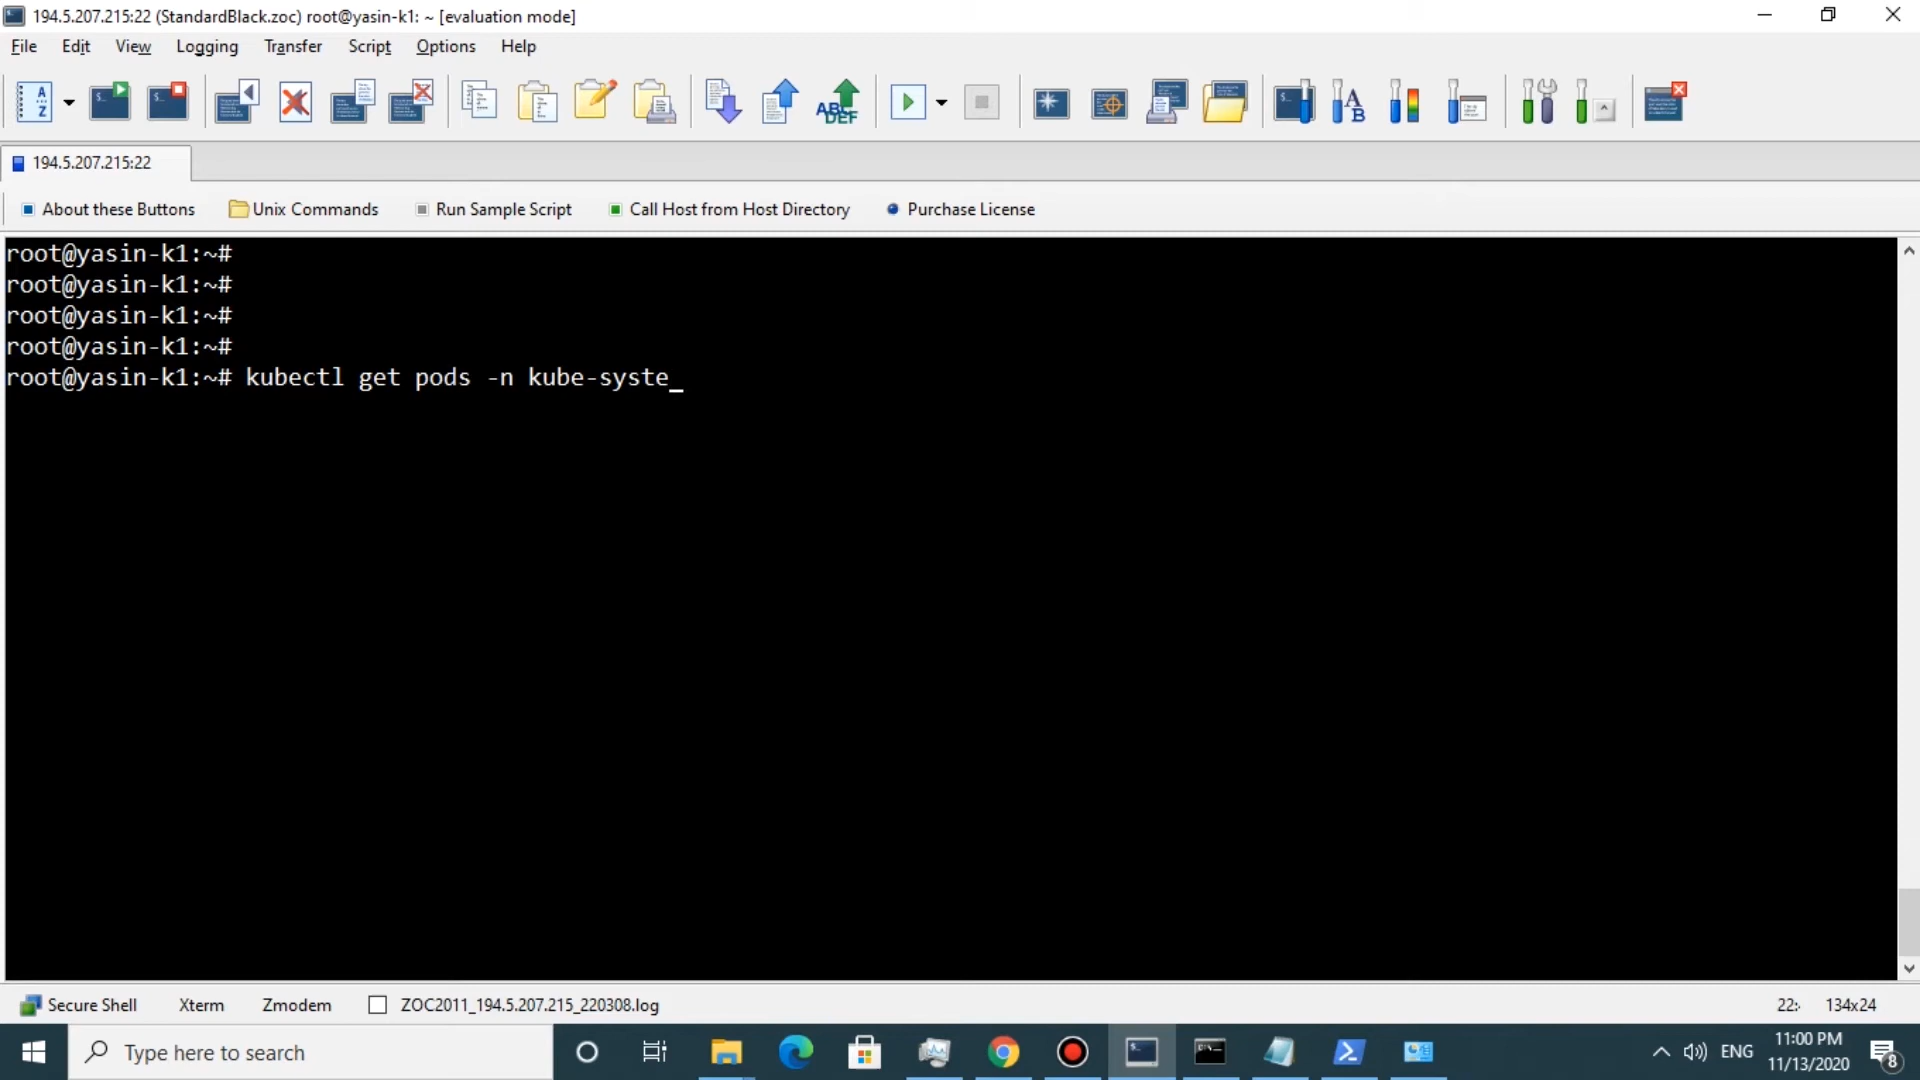 194.5.207.215:22 (StandardBlack.zoc) root@yasin-k1: ~ [evaluation mode]
File Edit View Logging Transfer Script Options Help
194.5.207.215:22
About these Buttons Unix Commands Run Sample Script Call Host from Host Directory Purchase License
root@yasin-k1:~#
root@yasin-k1:~#
root@yasin-k1:~#
root@yasin-k1:~#
root@yasin-k1:~# kubectl get pods -n kube-syste_
Secure Shell Xterm Zmodem ZOC2011_194.5.207.215_220308.log 22: 134x24
Type here to search ENG
11:00 PM
11/13/2020
8